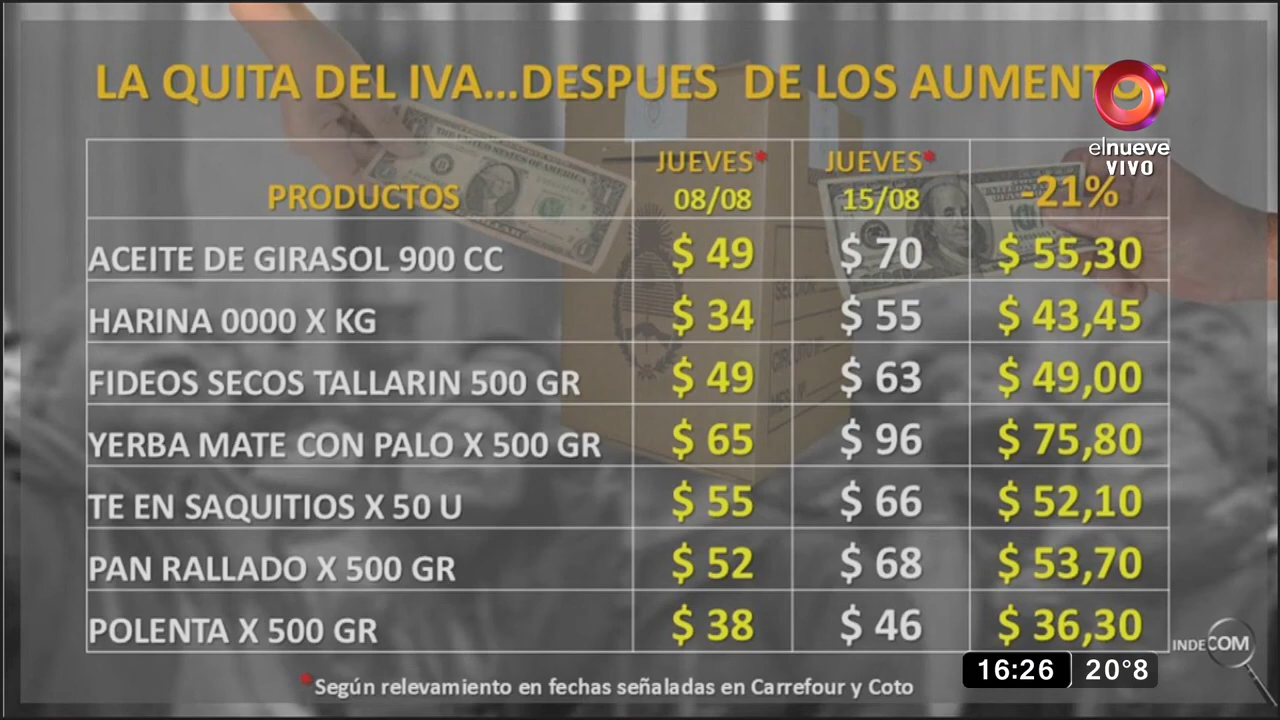 LA QUITA DEL IVA...DESPUES DE LOS AUMENTOS
elnueve
VIVO
PRODUCTOS JUEVES* 08/08 JUEVES* 15/08 -21%
ACEITE DE GIRASOL 900 CC $ 49 $ 70 $ 55,30
HARINA 0000 X KG $ 34 $ 55 $ 43,45
FIDEOS SECOS TALLARIN 500 GR $ 49 $ 63 $ 49,00
YERBA MATE CON PALO X 500 GR $ 65 $ 96 $ 75,80
TE EN SAQUITIOS X 50 U $ 55 $ 66 $ 52,10
PAN RALLADO X 500 GR $ 52 $ 68 $ 53,70
POLENTA X 500 GR $ 38 $ 46 $ 36,30
INDECOM
*Según relevamiento en fechas señaladas en Carrefour y Coto
16:26 20°8